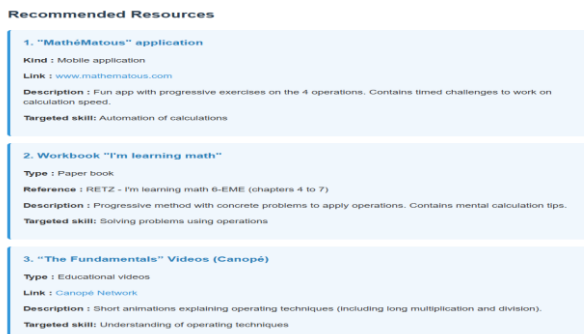 Recommended Resources
1. "MathéMatous" application
Kind : Mobile application
Link : www.mathematous.com
Description : Fun app with progressive exercises on the 4 operations. Contains timed challenges to work on
calculation speed.
Targeted skill: Automation of calculations
2. Workbook "I'm learning math"
Type : Paper book
Reference : RETZ - I'm learning math 6-EME (chapters 4 to 7)
Description : Progressive method with concrete problems to apply operations. Contains mental calculation tips.
Targeted skill: Solving problems using operations
3. "The Fundamentals" Videos (Canopé)
Type : Educational videos
Link : Canopé Network
Description : Short animations explaining operating techniques (including long multiplication and division).
Targeted skill: Understanding of operating techniques